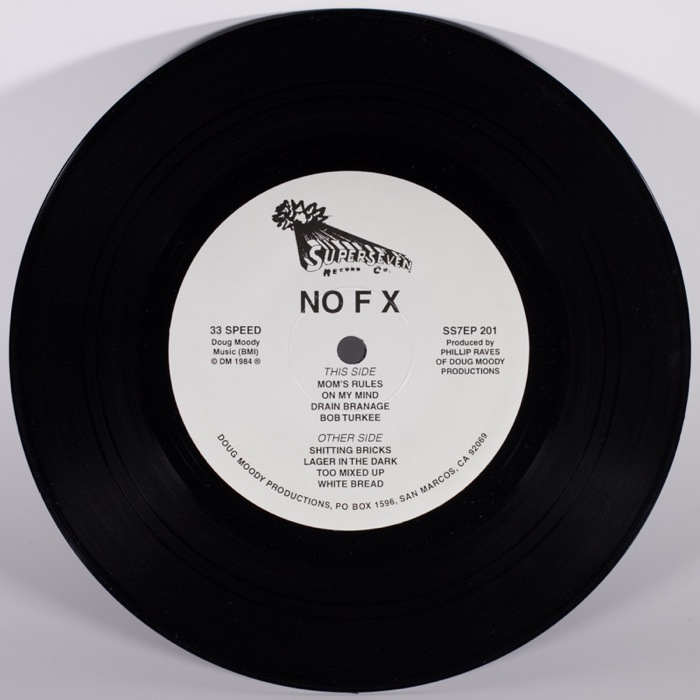 SUPERSEVEN
RECORD CO.
NO F X
33 SPEED
Doug Moody
Music (BMI)
© DM 1984 ®
SS7EP 201
Produced by
PHILLIP RAVES
OF DOUG MOODY
PRODUCTIONS
THIS SIDE
MOM'S RULES
ON MY MIND
DRAIN BRANAGE
BOB TURKEE
OTHER SIDE
SHITTING BRICKS
LAGER IN THE DARK
TOO MIXED UP
WHITE BREAD
DOUG MOODY PRODUCTIONS, PO BOX 1596, SAN MARCOS, CA 92069